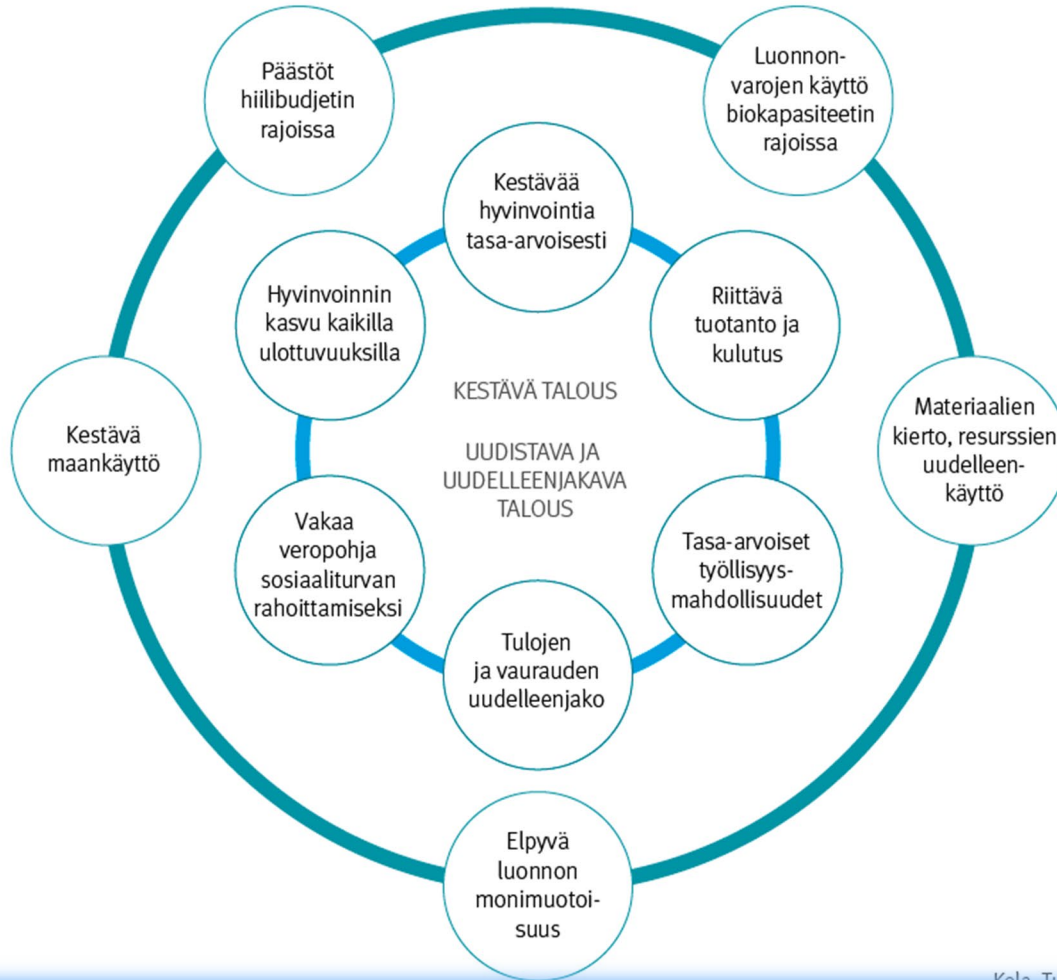 Päästöt
hiilibudjetin
rajoissa
Luonnon-
varojen käyttö
biokapasiteetin
rajoissa
Kestävää
hyvinvointia
tasa-arvoisesti
Hyvinvoinnin
kasvu kaikilla
ulottuvuuksilla
Riittävä
tuotanto ja
kulutus
KESTÄVÄ TALOUS
UUDISTAVA JA
UUDELLEENJAKAVA
TALOUS
Kestävä
maankäyttö
Materiaalien
kierto, resurssien
uudelleen-
käyttö
Vakaa
veropohja
sosiaaliturvan
rahoittamiseksi
Tasa-arvoiset
työllisyys-
mahdollisuudet
Tulojen
ja vaurauden
uudelleenjako
Elpyvä
luonnon
monimuotoi-
suus